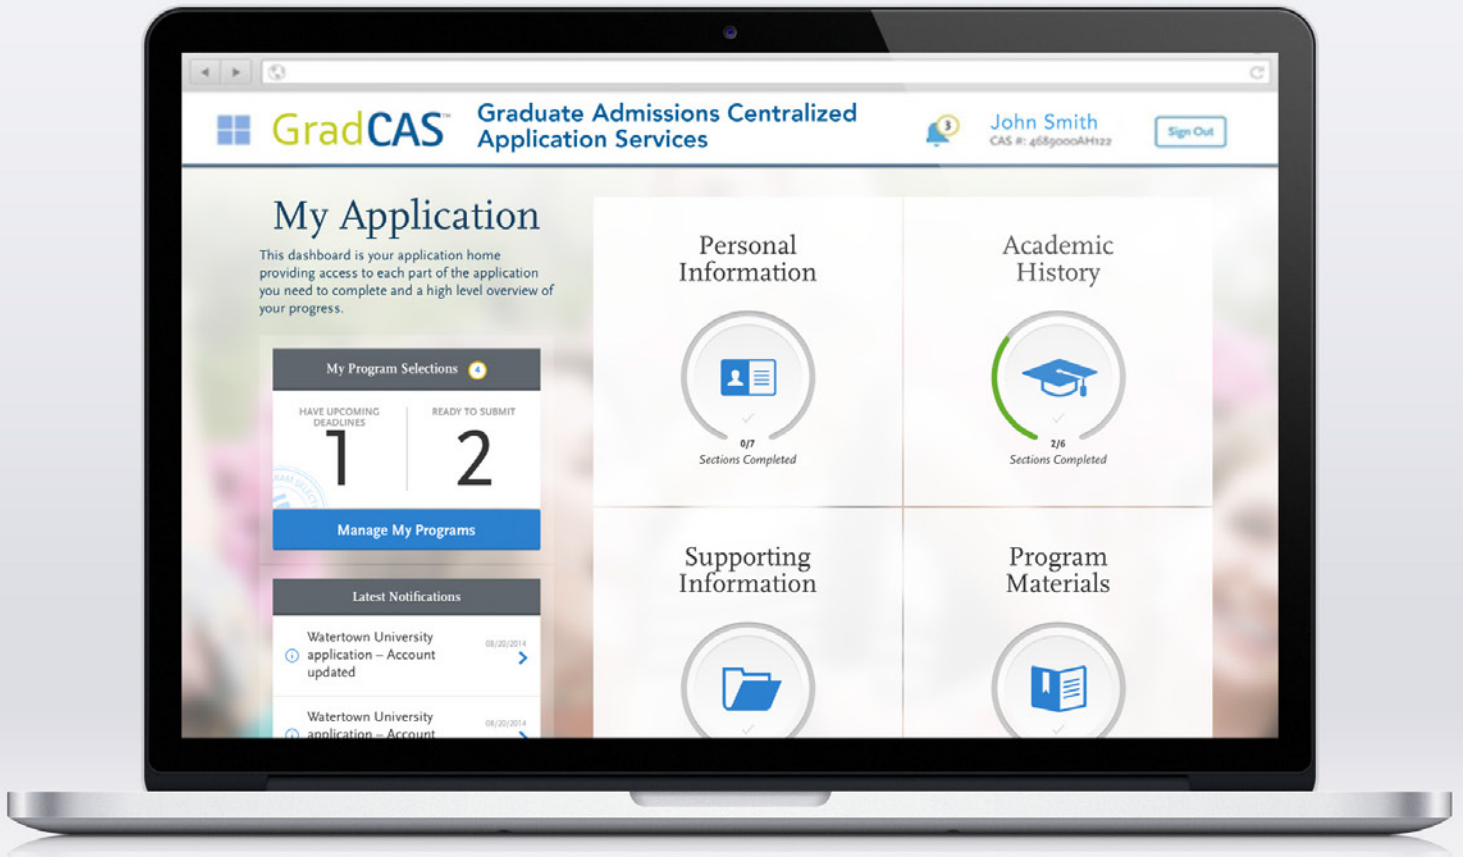 GradCAS™
Graduate Admissions Centralized
Application Services
3
John Smith
CAS #: 4689000AH122
Sign Out
My Application
This dashboard is your application home
providing access to each part of the application
you need to complete and a high level overview of
your progress.
My Program Selections 4
HAVE UPCOMING
DEADLINES
1
READY TO SUBMIT
2
Manage My Programs
Latest Notifications
Watertown University
application – Account
updated
08/20/2014
Watertown University
application – Account
08/20/2014
Personal
Information
0/7
Sections Completed
Academic
History
2/6
Sections Completed
Supporting
Information
Program
Materials